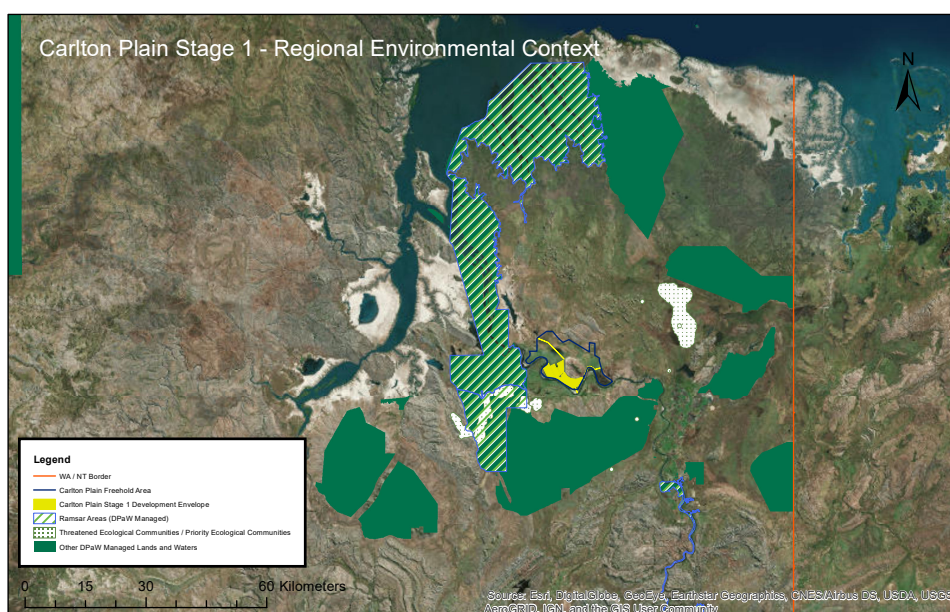 Carlton Plain Stage 1 - Regional Environmental Context
N
Legend
WA / NT Border
Carlton Plain Freehold Area
Carlton Plain Stage 1 Development Envelope
Ramsar Areas (DPaW Managed)
Threatened Ecological Communities / Priority Ecological Communities
Other DPaW Managed Lands and Waters
0 15 30 60 Kilometers
Source: Esri, DigitalGlobe, GeoEye, Earthstar Geographics, CNES/Airbus DS, USDA, USGS,
AeroGRID, IGN, and the GIS User Community